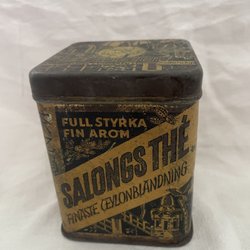 FULL STYRKA
FIN AROM
SALONGS THÉ
FINASTE CEYLONBLANDNING